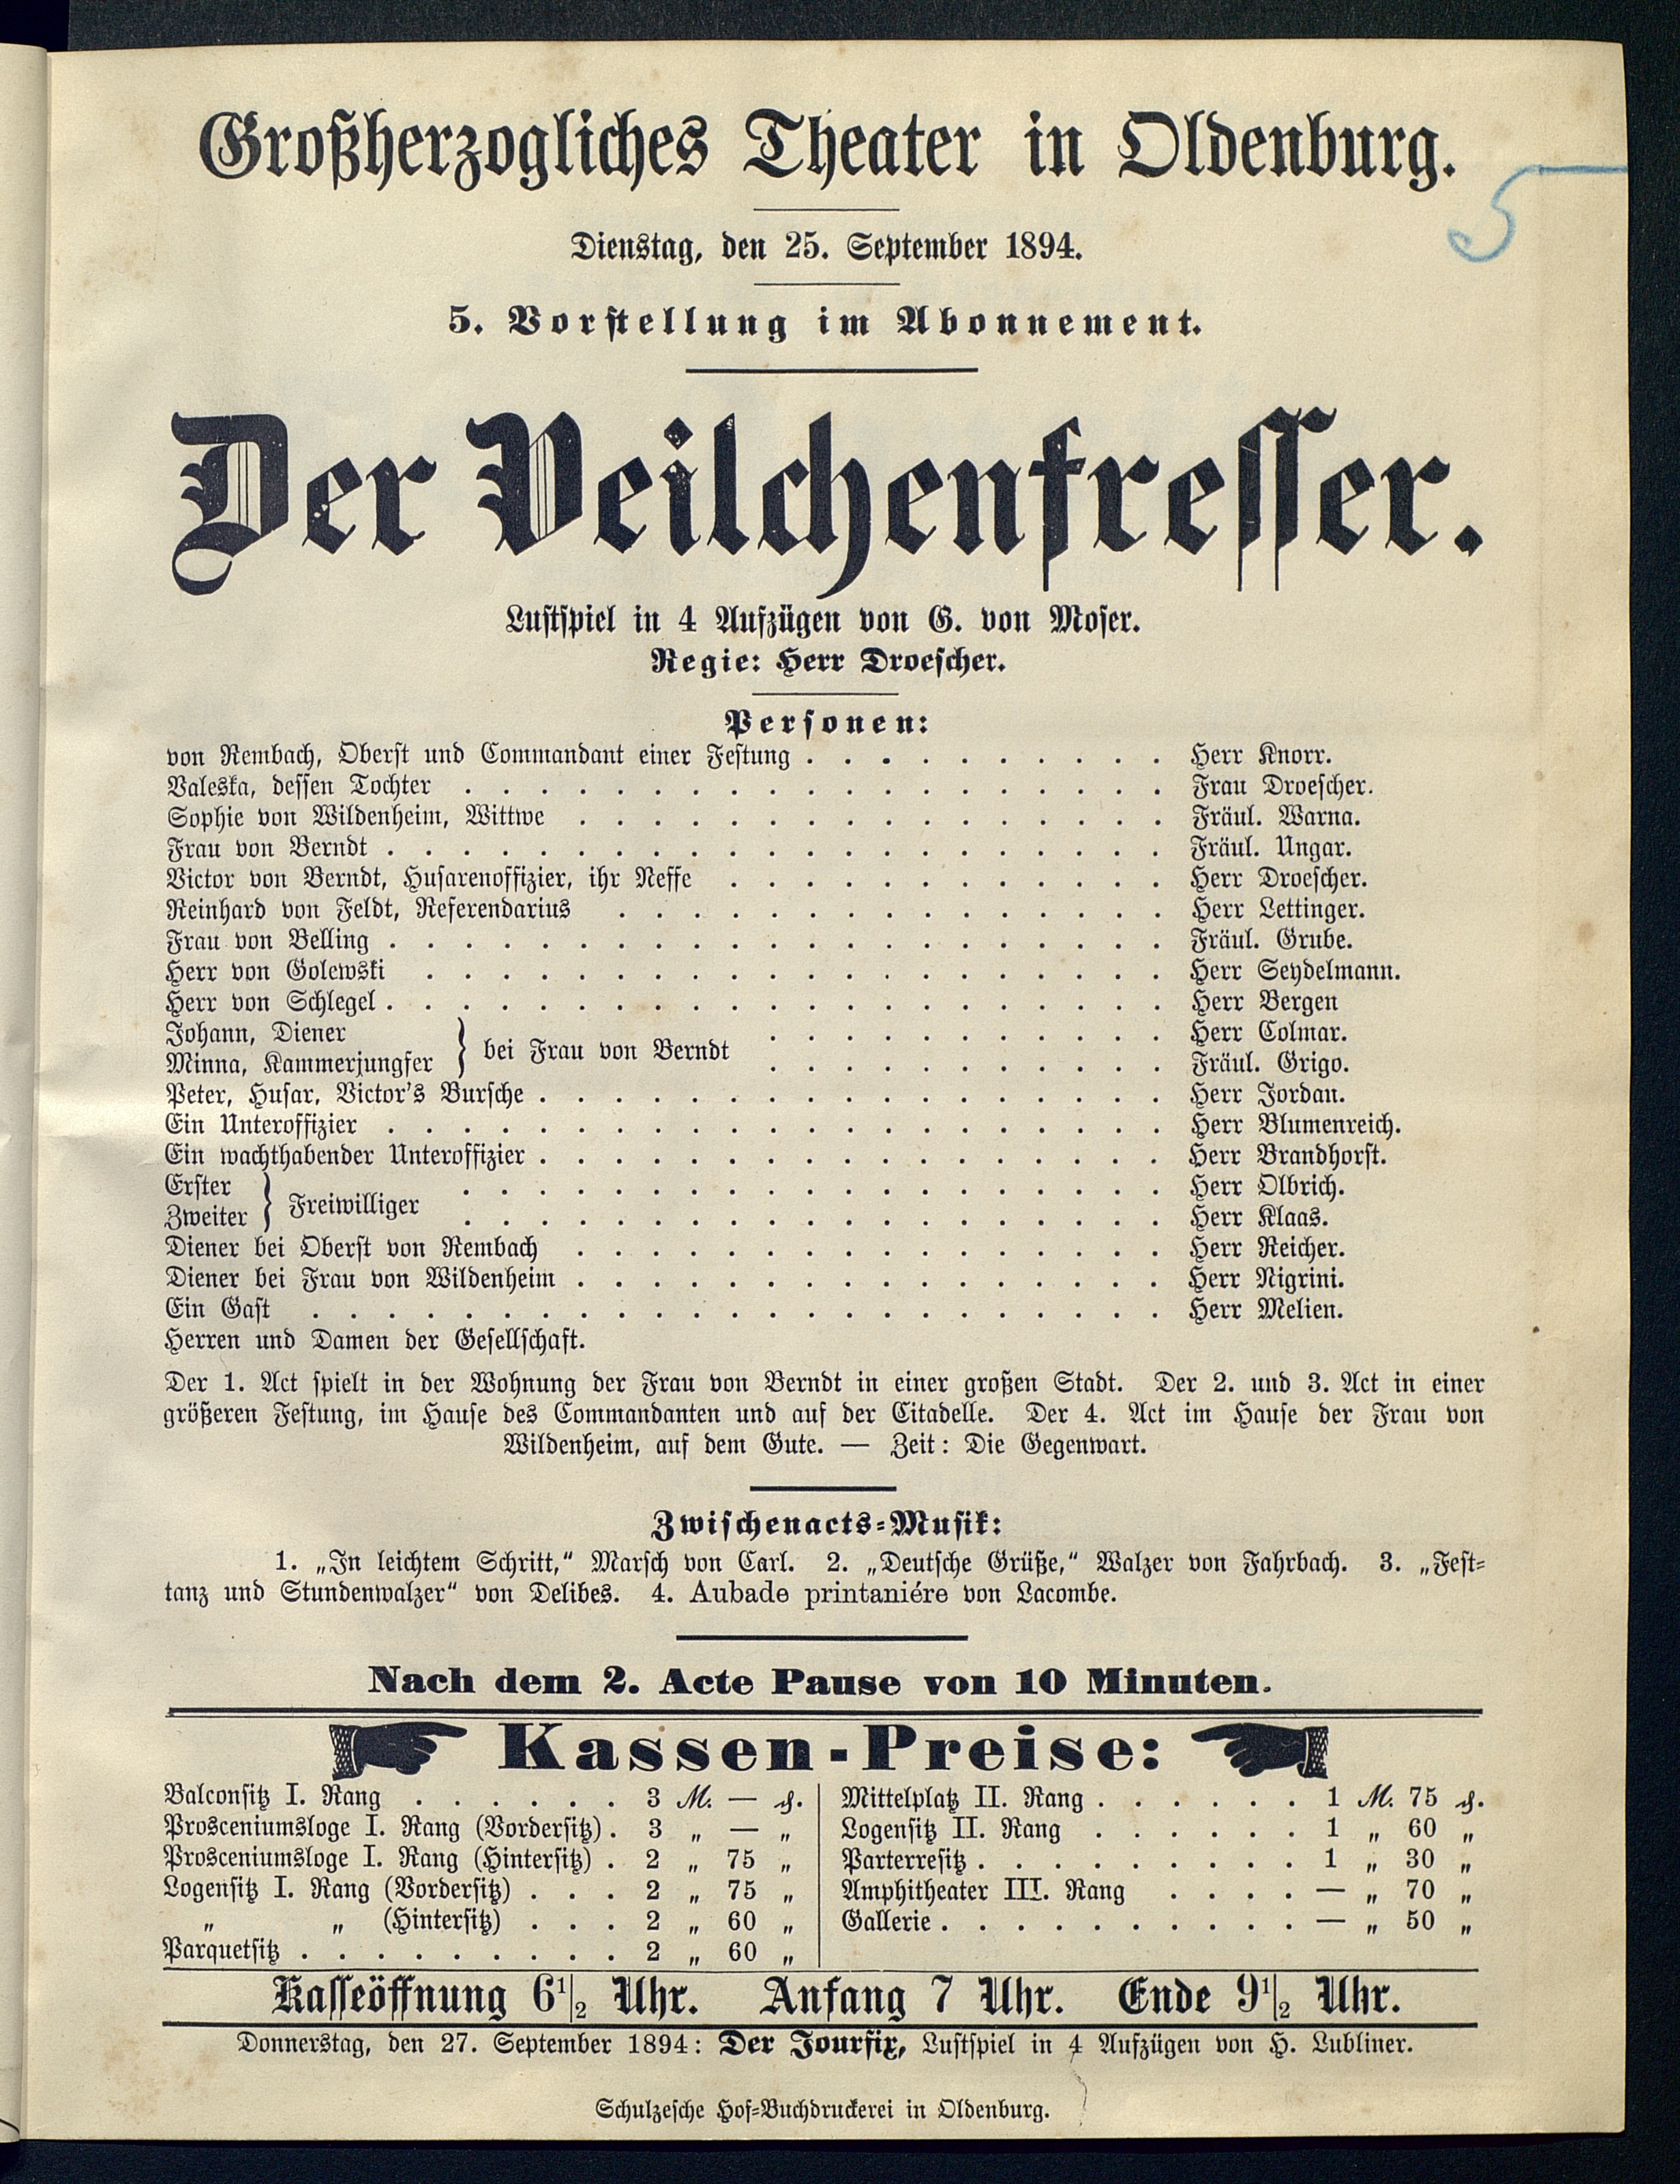 Großherzogliches Theater in Oldenburg.
5
Dienstag, den 25. September 1894.
5. Vorstellung im Abonnement.
Der Veilchenfresser.
Lustspiel in 4 Aufzügen von G. von Moser.
Regie: Herr Droescher.
Personen:
von Rembach, Oberst und Commandant einer Festung . . . . . . . . . . Herr Knorr.
Valeska, dessen Tochter . . . . . . . . . . . . . . . . . . . Frau Droescher.
Sophie von Wildenheim, Wittwe . . . . . . . . . . . . . . . . Fräul. Warna.
Frau von Berndt . . . . . . . . . . . . . . . . . . . . . Fräul. Ungar.
Victor von Berndt, Husarenoffizier, ihr Neffe . . . . . . . . . . . . Herr Droescher.
Reinhard von Feldt, Referendarius . . . . . . . . . . . . . . . Herr Lettinger.
Frau von Belling . . . . . . . . . . . . . . . . . . . . . Fräul. Grube.
Herr von Golewski . . . . . . . . . . . . . . . . . . . . Herr Seydelmann.
Herr von Schlegel . . . . . . . . . . . . . . . . . . . . . Herr Bergen
Johann, Diener . . . . . . . . . . . Herr Colmar.
} bei Frau von Berndt
Minna, Kammerjungfer . . . . . . . . . . . Fräul. Grigo.
Peter, Husar, Victor's Bursche . . . . . . . . . . . . . . . . . Herr Jordan.
Ein Unteroffizier . . . . . . . . . . . . . . . . . . . . . Herr Blumenreich.
Ein wachthabender Unteroffizier . . . . . . . . . . . . . . . . . Herr Brandhorst.
Erster . . . . . . . . . . . . . . . . . . . Herr Olbrich.
} Freiwilliger
Zweiter . . . . . . . . . . . . . . . . . . . Herr Klaas.
Diener bei Oberst von Rembach . . . . . . . . . . . . . . . . Herr Reicher.
Diener bei Frau von Wildenheim . . . . . . . . . . . . . . . . Herr Nigrini.
Ein Gast . . . . . . . . . . . . . . . . . . . . . . . Herr Melien.
Herren und Damen der Gesellschaft.
Der 1. Act spielt in der Wohnung der Frau von Berndt in einer großen Stadt. Der 2. und 3. Act in einer
größeren Festung, im Hause des Commandanten und auf der Citadelle. Der 4. Act im Hause der Frau von
Wildenheim, auf dem Gute. — Zeit: Die Gegenwart.
Zwischenacts-Musik:
1. „In leichtem Schritt,“ Marsch von Carl. 2. „Deutsche Grüße,“ Walzer von Fahrbach. 3. „Fest-
tanz und Stundenwalzer“ von Delibes. 4. Aubade printaniére von Lacombe.
Nach dem 2. Acte Pause von 10 Minuten.
Kassen-Preise:
Balconsitz I. Rang . . . . . . 3 M. — ₰.
Prosceniumsloge I. Rang (Vordersitz) . 3 „ — „
Prosceniumsloge I. Rang (Hintersitz) . 2 „ 75 „
Logensitz I. Rang (Vordersitz) . . . 2 „ 75 „
„ „ (Hintersitz) . . . 2 „ 60 „
Parquetsitz . . . . . . . . . 2 „ 60 „
Mittelplatz II. Rang . . . . . . 1 M. 75 ₰.
Logensitz II. Rang . . . . . . 1 „ 60 „
Parterresitz . . . . . . . . . 1 „ 30 „
Amphitheater III. Rang . . . . — „ 70 „
Gallerie . . . . . . . . . . — „ 50 „
Kasseöffnung 6 1/2 Uhr. Anfang 7 Uhr. Ende 9 1/2 Uhr.
Donnerstag, den 27. September 1894: Der Jourfix, Lustspiel in 4 Aufzügen von H. Lubliner.
Schulzesche Hof-Buchdruckerei in Oldenburg.